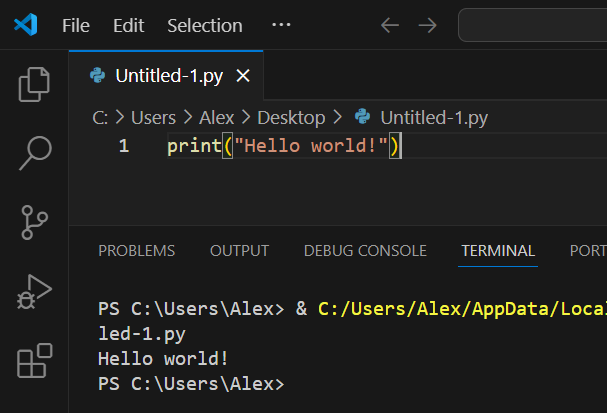 File Edit Selection ···
Untitled-1.py ×
C: > Users > Alex > Desktop > Untitled-1.py
1 print("Hello world!")
PROBLEMS OUTPUT DEBUG CONSOLE TERMINAL PORT
PS C:\Users\Alex> & C:/Users/Alex/AppData/Loca
led-1.py
Hello world!
PS C:\Users\Alex>